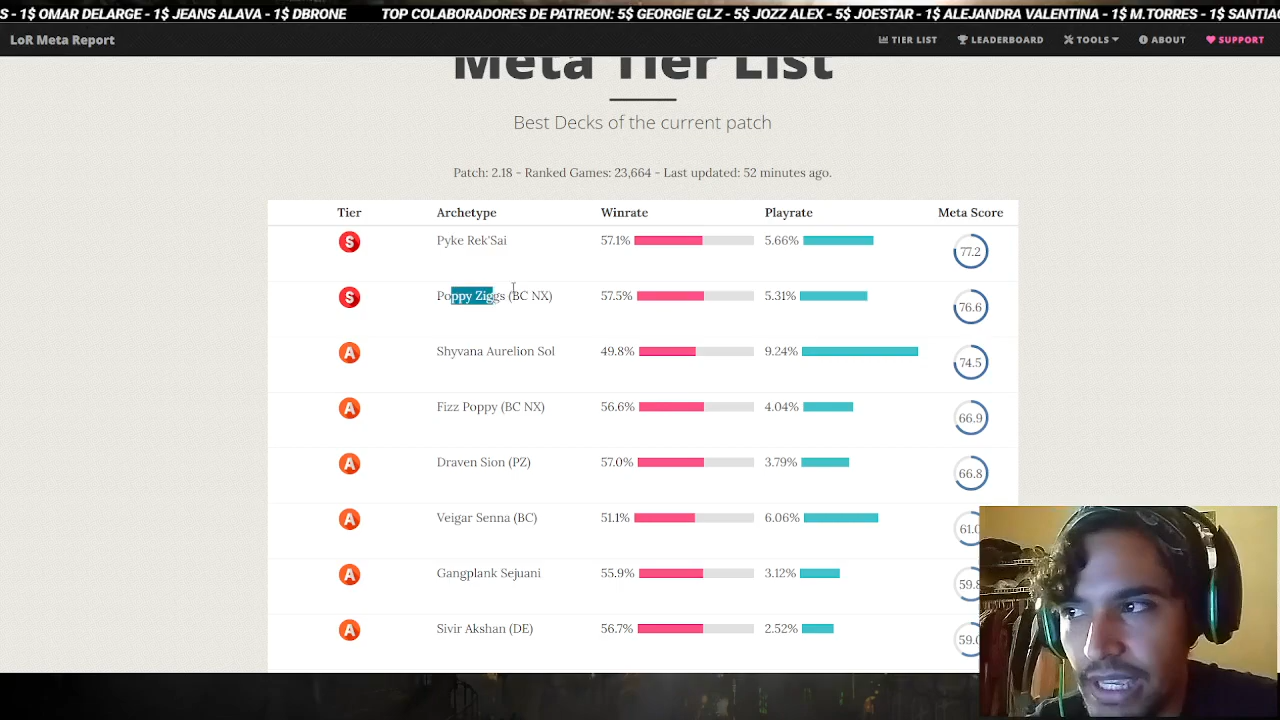 S - 1$ OMAR DELARGE - 1$ JEANS ALAVA - 1$ DBRONE TOP COLABORADORES DE PATREON: 5$ GEORGIE GLZ - 5$ JOZZ ALEX - 5$ JOESTAR - 1$ ALEJANDRA VALENTINA - 1$ M.TORRES - 1$ SANTIAG
LoR Meta Report TIER LIST LEADERBOARD TOOLS ABOUT SUPPORT
Meta Tier List
Best Decks of the current patch
Patch: 2.18 - Ranked Games: 23,664 - Last updated: 52 minutes ago.
Tier Archetype Winrate Playrate Meta Score
S Pyke Rek'Sai 57.1% 5.66% 77.2
S Poppy Ziggs (BC NX) 57.5% 5.31% 76.6
A Shyvana Aurelion Sol 49.8% 9.24% 74.5
A Fizz Poppy (BC NX) 56.6% 4.04% 66.9
A Draven Sion (PZ) 57.0% 3.79% 66.8
A Veigar Senna (BC) 51.1% 6.06% 61.0
A Gangplank Sejuani 55.9% 3.12% 59.8
A Sivir Akshan (DE) 56.7% 2.52% 59.0